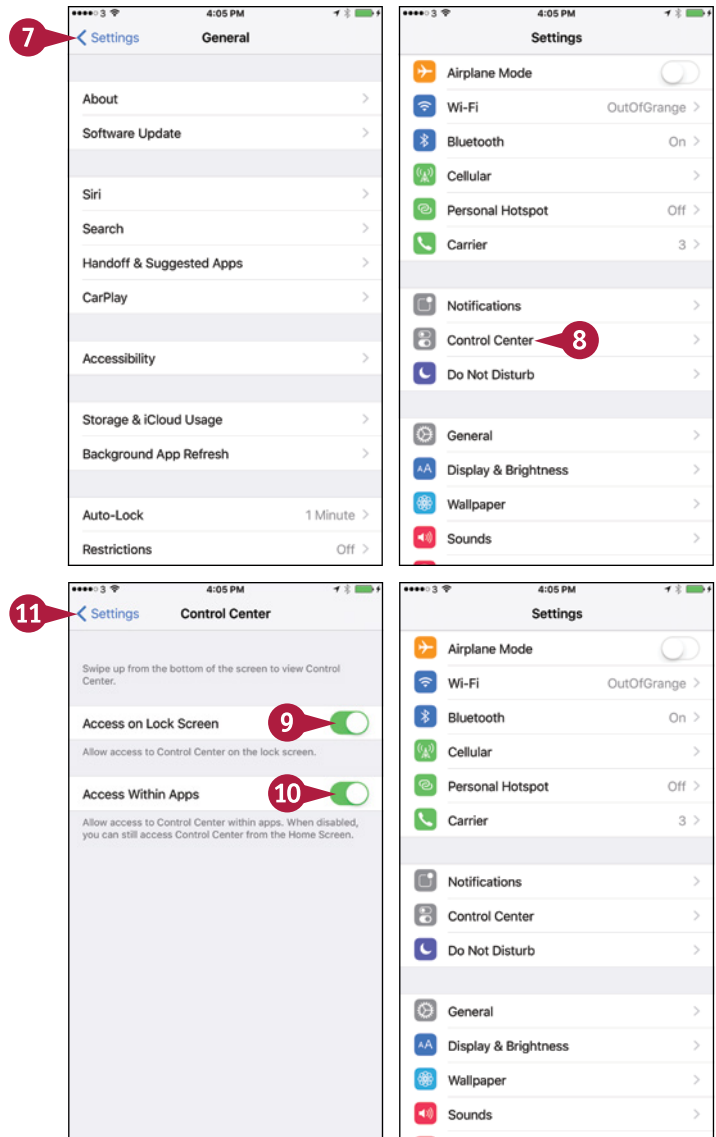 3 4:05 PM
7 Settings General
About
Software Update
Siri
Search
Handoff & Suggested Apps
CarPlay
Accessibility
Storage & iCloud Usage
Background App Refresh
Auto-Lock 1 Minute
Restrictions Off
3 4:05 PM
Settings
Airplane Mode
Wi-Fi OutOfGrange
Bluetooth On
Cellular
Personal Hotspot Off
Carrier 3
Notifications
Control Center 8
Do Not Disturb
General
AA Display & Brightness
Wallpaper
Sounds
3 4:05 PM
11 Settings Control Center
Swipe up from the bottom of the screen to view Control
Center.
Access on Lock Screen 9
Allow access to Control Center on the lock screen.
Access Within Apps 10
Allow access to Control Center within apps. When disabled,
you can still access Control Center from the Home Screen.
3 4:05 PM
Settings
Airplane Mode
Wi-Fi OutOfGrange
Bluetooth On
Cellular
Personal Hotspot Off
Carrier 3
Notifications
Control Center
Do Not Disturb
General
AA Display & Brightness
Wallpaper
Sounds